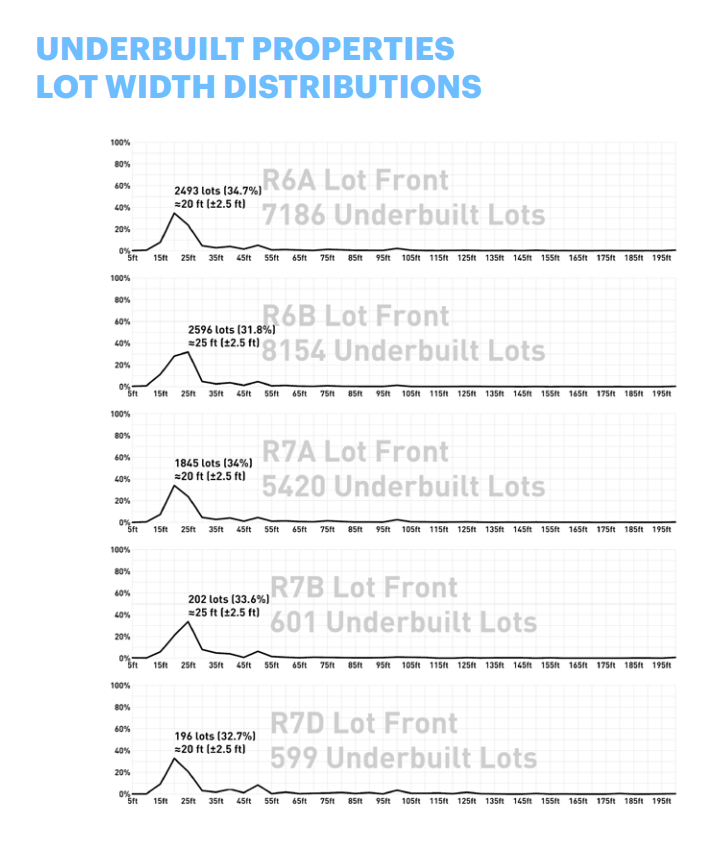 UNDERBUILT PROPERTIES
LOT WIDTH DISTRIBUTIONS
100%
80%
60%
40%
20%
0%
2493 lots (34.7%)
≈20 ft (±2.5 ft)
R6A Lot Front
7186 Underbuilt Lots
5ft 15ft 25ft 35ft 45ft 55ft 65ft 75ft 85ft 95ft 105ft 115ft 125ft 135ft 145ft 155ft 165ft 175ft 185ft 195ft
100%
80%
60%
40%
20%
0%
2596 lots (31.8%)
≈25 ft (±2.5 ft)
R6B Lot Front
8154 Underbuilt Lots
5ft 15ft 25ft 35ft 45ft 55ft 65ft 75ft 85ft 95ft 105ft 115ft 125ft 135ft 145ft 155ft 165ft 175ft 185ft 195ft
100%
80%
60%
40%
20%
0%
1845 lots (34%)
≈20 ft (±2.5 ft)
R7A Lot Front
5420 Underbuilt Lots
5ft 15ft 25ft 35ft 45ft 55ft 65ft 75ft 85ft 95ft 105ft 115ft 125ft 135ft 145ft 155ft 165ft 175ft 185ft 195ft
100%
80%
60%
40%
20%
0%
202 lots (33.6%)
≈25 ft (±2.5 ft)
R7B Lot Front
601 Underbuilt Lots
5ft 15ft 25ft 35ft 45ft 55ft 65ft 75ft 85ft 95ft 105ft 115ft 125ft 135ft 145ft 155ft 165ft 175ft 185ft 195ft
100%
80%
60%
40%
20%
0%
196 lots (32.7%)
≈20 ft (±2.5 ft)
R7D Lot Front
599 Underbuilt Lots
5ft 15ft 25ft 35ft 45ft 55ft 65ft 75ft 85ft 95ft 105ft 115ft 125ft 135ft 145ft 155ft 165ft 175ft 185ft 195ft